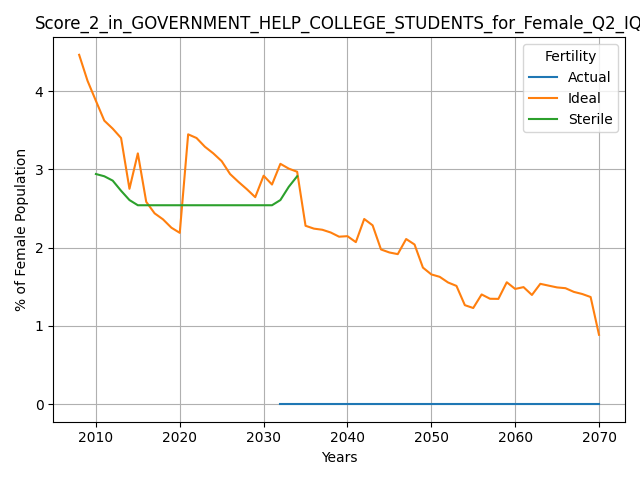 Score_2_in_GOVERNMENT_HELP_COLLEGE_STUDENTS_for_Female_Q2_IQ
Fertility
Actual
Ideal
Sterile
% of Female Population
4
3
2
1
0
2010 2020 2030 2040 2050 2060 2070
Years